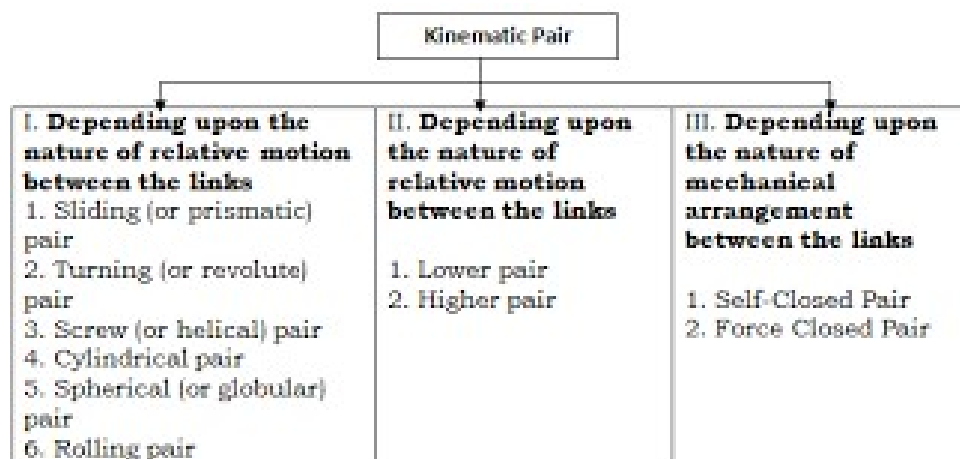 Kinematic Pair
I. Depending upon the
nature of relative motion
between the links
1. Sliding (or prismatic)
pair
2. Turning (or revolute)
pair
3. Screw (or helical) pair
4. Cylindrical pair
5. Spherical (or globular)
pair
6. Rolling pair
II. Depending upon
the nature of
relative motion
between the links
1. Lower pair
2. Higher pair
III. Depending upon
the nature of
mechanical
arrangement
between the links
1. Self-Closed Pair
2. Force Closed Pair